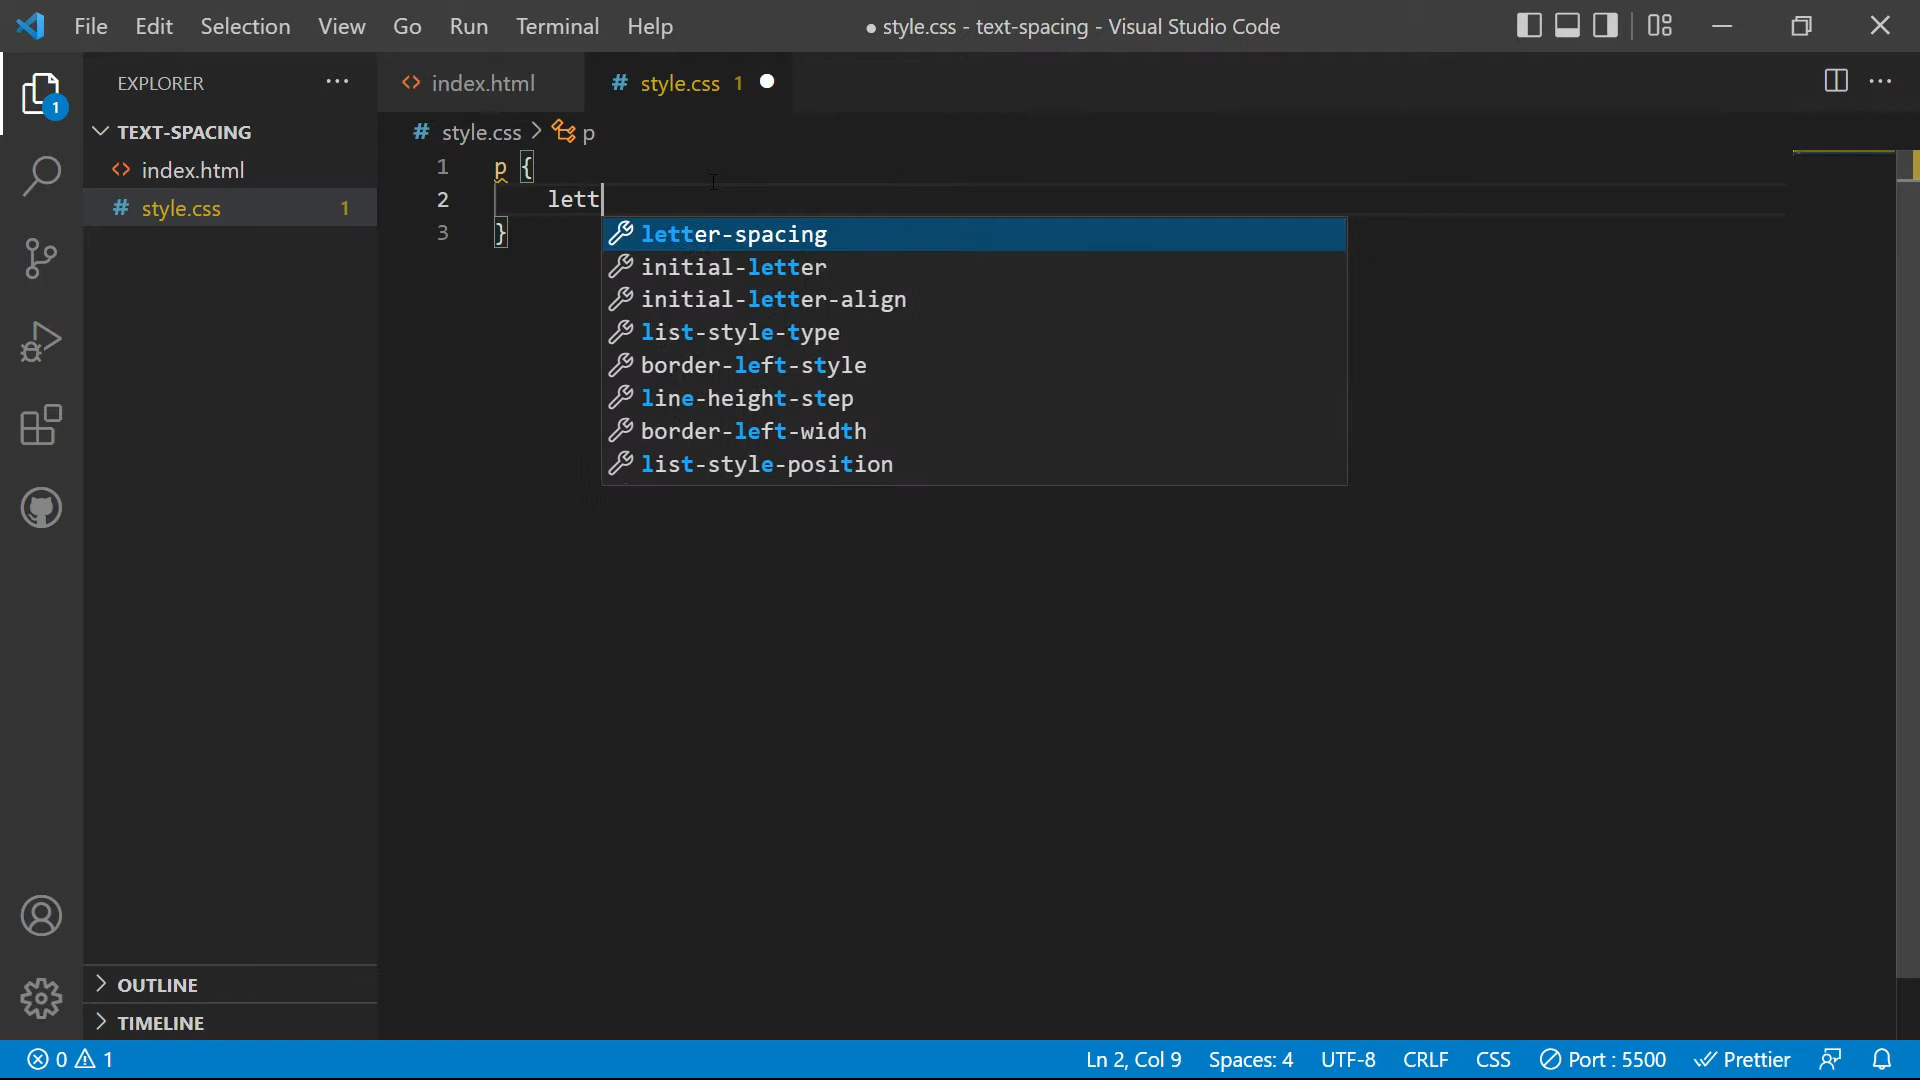 File Edit Selection View Go Run Terminal Help ● style.css - text-spacing - Visual Studio Code
EXPLORER ··· <> index.html # style.css 1
TEXT-SPACING # style.css > p
1 p {
<> index.html
2 lett
# style.css 1
3 }
letter-spacing
initial-letter
initial-letter-align
list-style-type
border-left-style
line-height-step
border-left-width
list-style-position
1
OUTLINE
TIMELINE
0 1 Ln 2, Col 9 Spaces: 4 UTF-8 CRLF CSS Port : 5500 Prettier